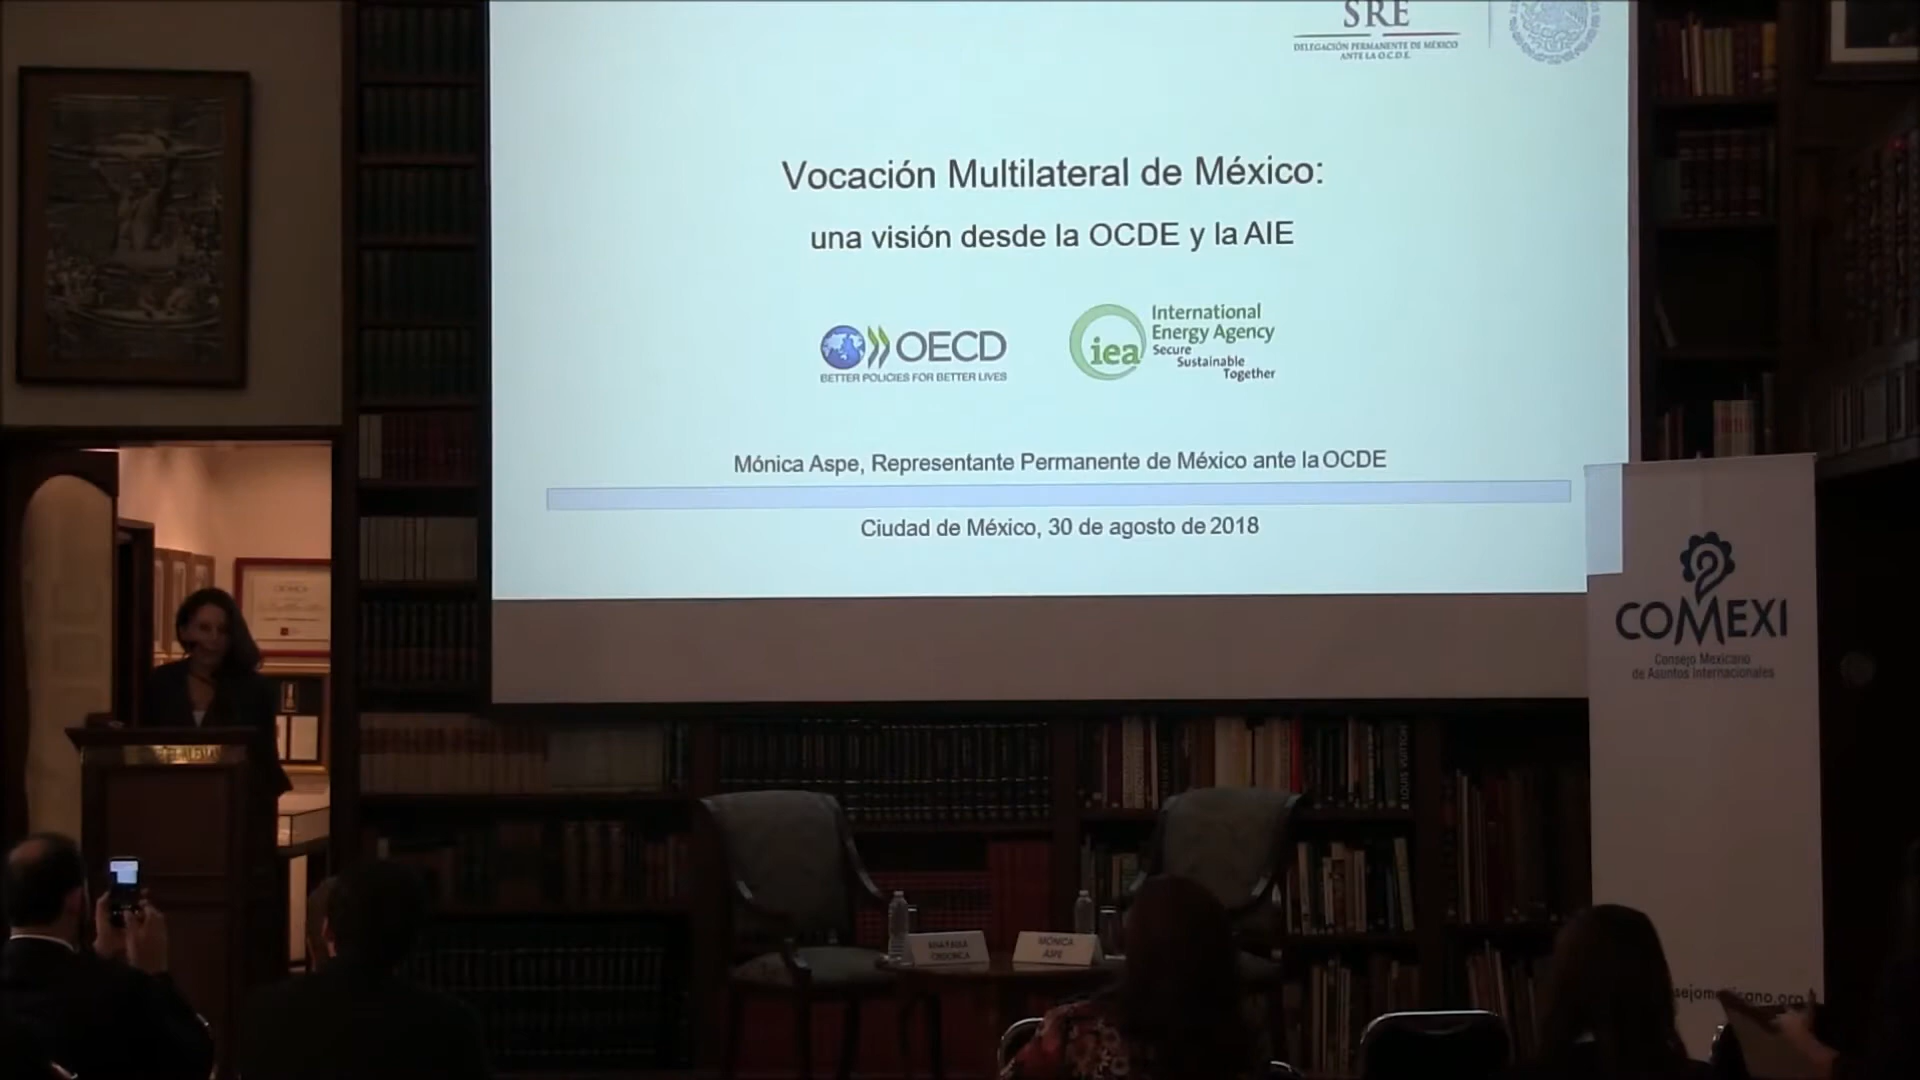 SRE
DELEGACIÓN PERMANENTE DE MÉXICO
ANTE LA O.C.D.E.
Vocación Multilateral de México:
una visión desde la OCDE y la AIE
OECD
BETTER POLICIES FOR BETTER LIVES
iea
International
Energy Agency
Secure
Sustainable
Together
Mónica Aspe, Representante Permanente de México ante la OCDE
Ciudad de México, 30 de agosto de 2018
COMEXI
Consejo Mexicano
de Asuntos Internacionales
MÓNICA
ASPE
LOUIS VUITTON